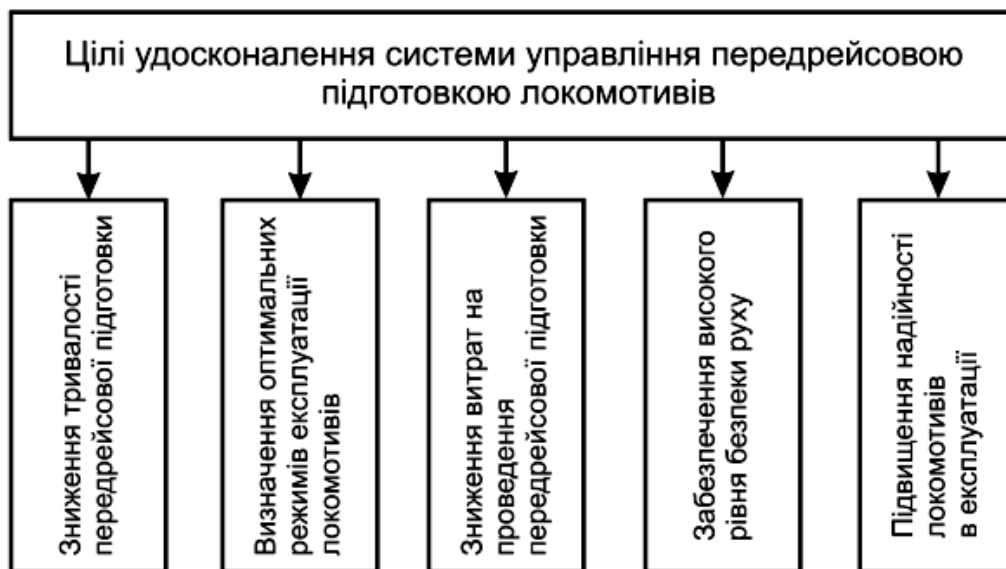 Цілі удосконалення системи управління передрейсовою
підготовкою локомотивів
Зниження тривалості
передрейсової підготовки
Визначення оптимальних
режимів експлуатації
локомотивів
Зниження витрат на
проведення
передрейсової підготовки
Забезпечення високого
рівня безпеки руху
Підвищення надійності
локомотивів
в експлуатації